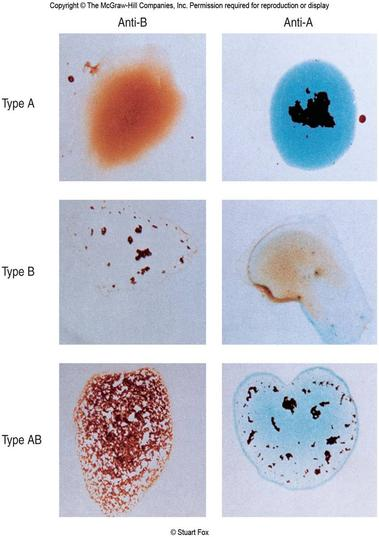 Copyright © The McGraw-Hill Companies, Inc. Permission required for reproduction or display
Anti-B Anti-A
Type A
Type B
Type AB
© Stuart Fox